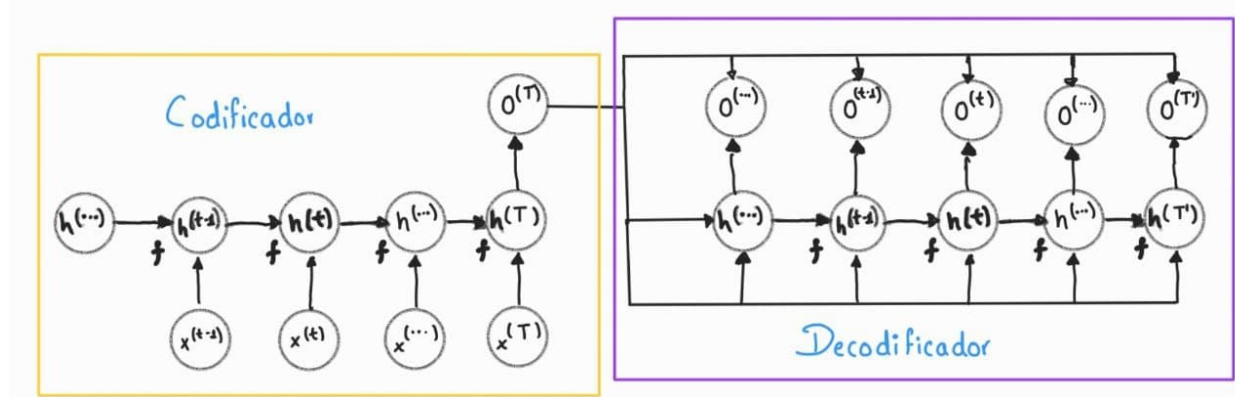 Codificador
O^(T)
h^(...) h^(t-1) h(t) h^(...) h(T)
f f f f
x^(t-1) x^(t) x^(...) x^(T)
O^(...) O^(t-1) O^(t) O^(...) O^(T')
h^(...) h^(t-1) h(t) h^(...) h^(T')
f f f f
Decodificador